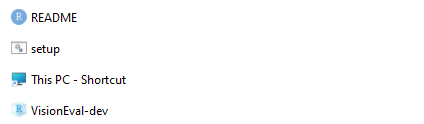 README
setup
This PC - Shortcut
VisionEval-dev